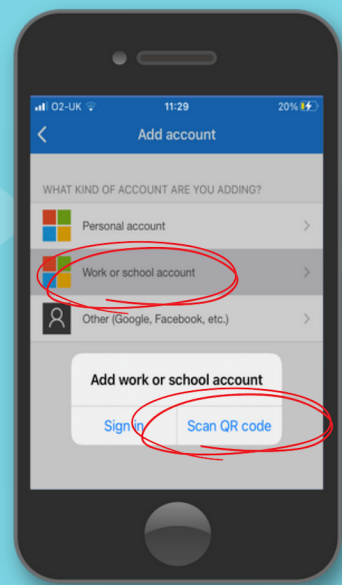 O2-UK 11:29 20%
Add account
WHAT KIND OF ACCOUNT ARE YOU ADDING?
Personal account
Work or school account
Other (Google, Facebook, etc.)
Add work or school account
Sign in Scan QR code